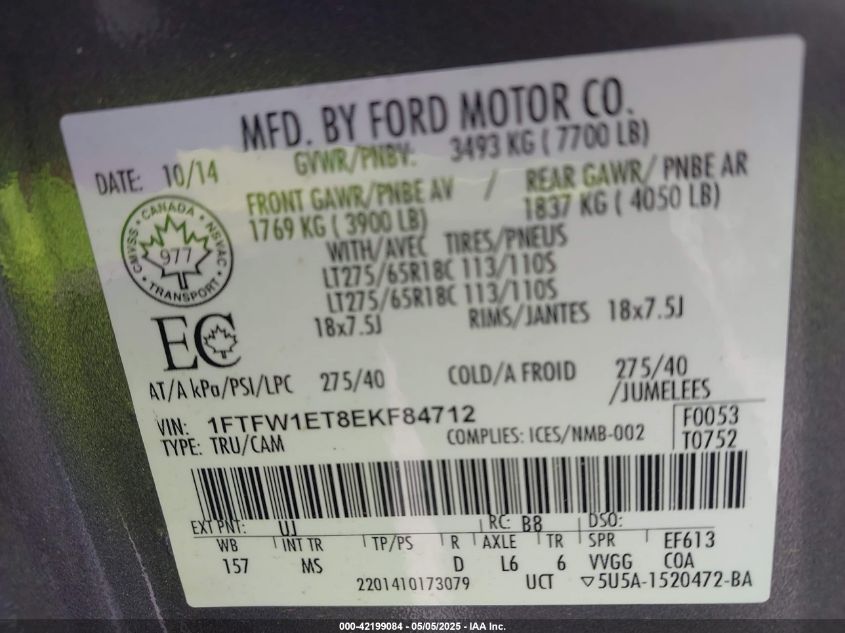 MFD. BY FORD MOTOR CO.
DATE: 10/14 GVWR/PNBV: 3493 KG ( 7700 LB)
FRONT GAWR/PNBE AV / REAR GAWR/ PNBE AR
1769 KG ( 3900 LB) 1837 KG ( 4050 LB)
CANADA
CMVSS • NSVAC
977
TRANSPORT
WITH/AVEC TIRES/PNEUS
LT275/65R18C 113/110S
LT275/65R18C 113/110S
EC 18x7.5J RIMS/JANTES 18x7.5J
AT/A kPa/PSI/LPC 275/40 COLD/A FROID 275/40
/JUMELEES
VIN: 1FTFW1ET8EKF84712 F0053
TYPE: TRU/CAM COMPLIES: ICES/NMB-002 T0752
EXT PNT: UJ RC: B8 DSO:
WB INT TR TP/PS R AXLE TR SPR EF613
157 MS D L6 6 VVGG COA
2201410173079 UCT ▽5U5A-1520472-BA
000-42199084 - 05/05/2025 - IAA Inc.